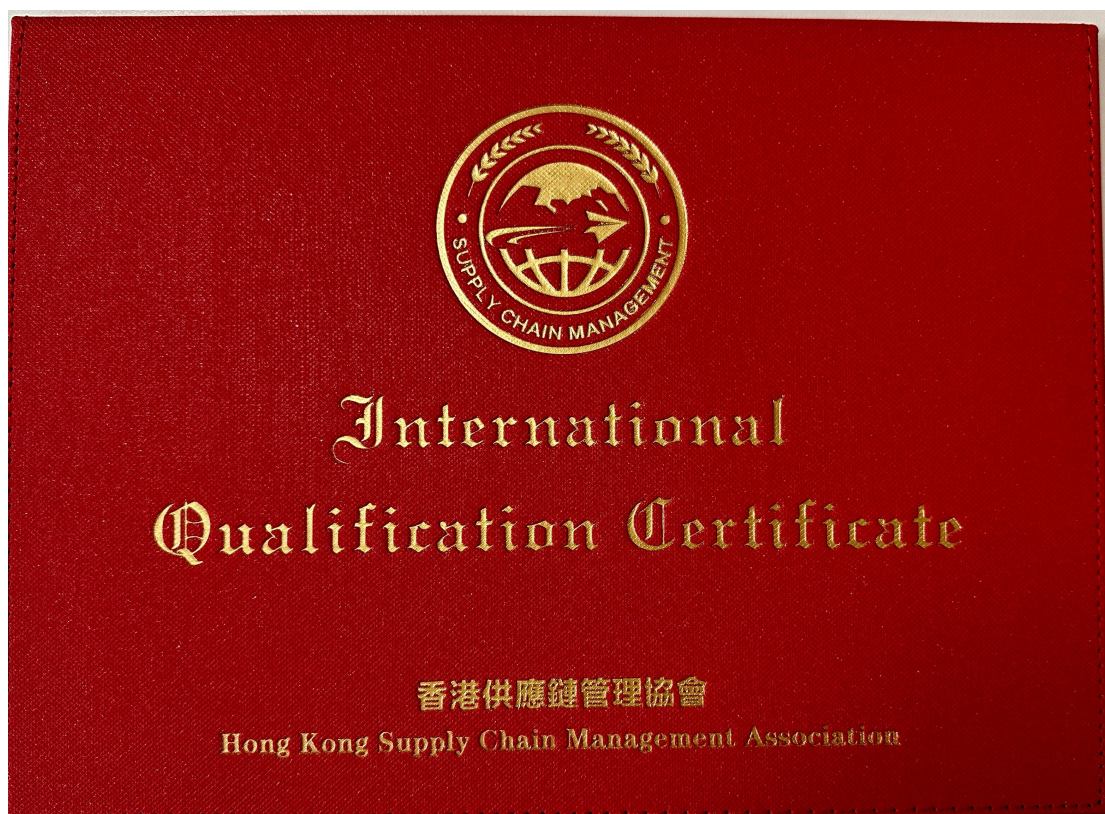 SUPPLY CHAIN MANAGEMENT
International
Qualification Certificate
香港供應鏈管理協會
Hong Kong Supply Chain Management Association